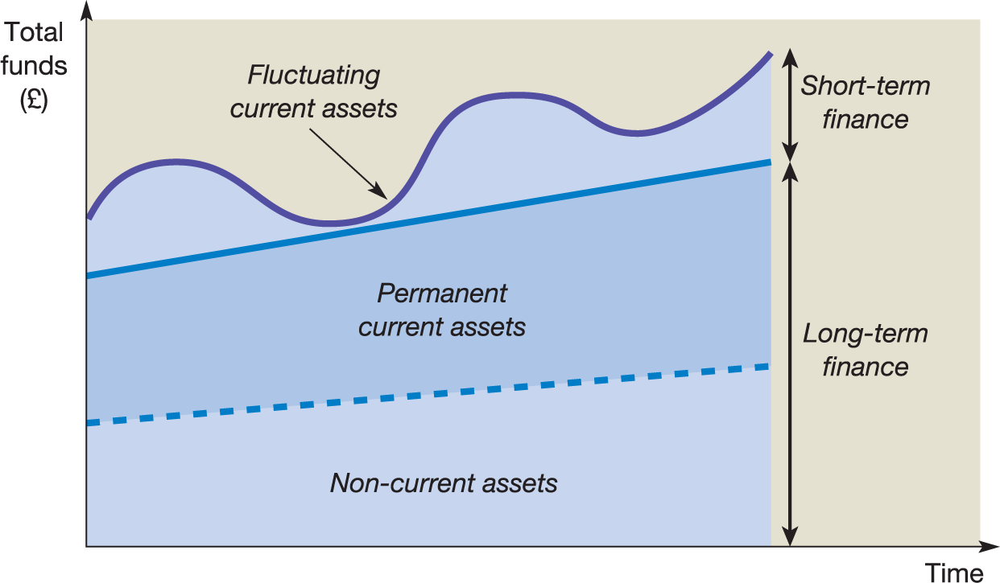 Total
funds
(£)
Fluctuating
current assets
Short-term
finance
Permanent
current assets
Long-term
finance
Non-current assets
Time